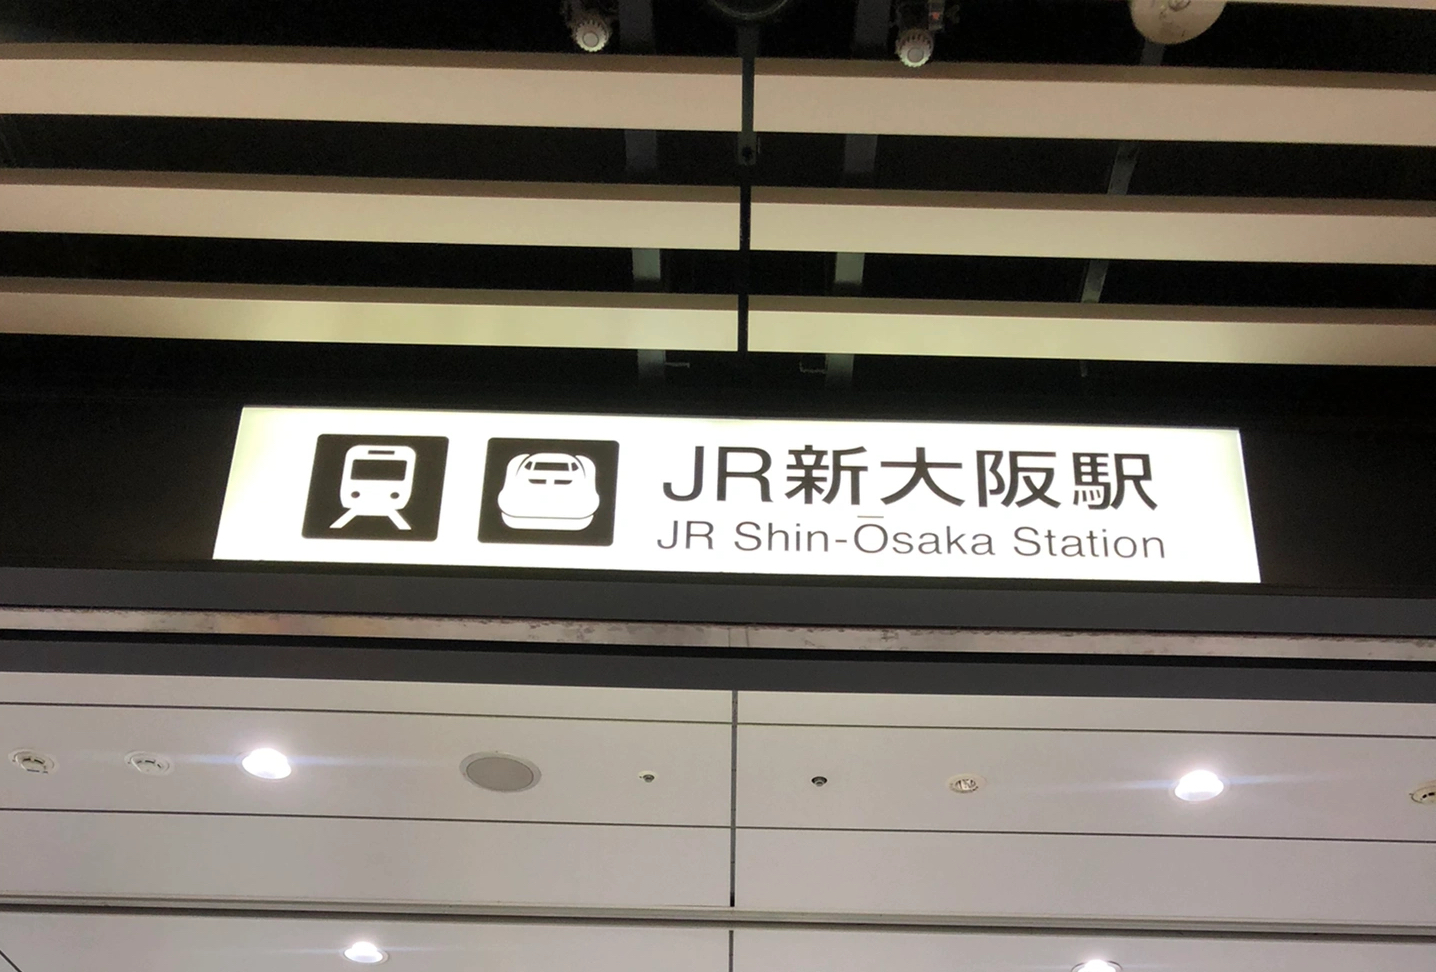 JR新大阪駅
JR Shin-Ōsaka Station